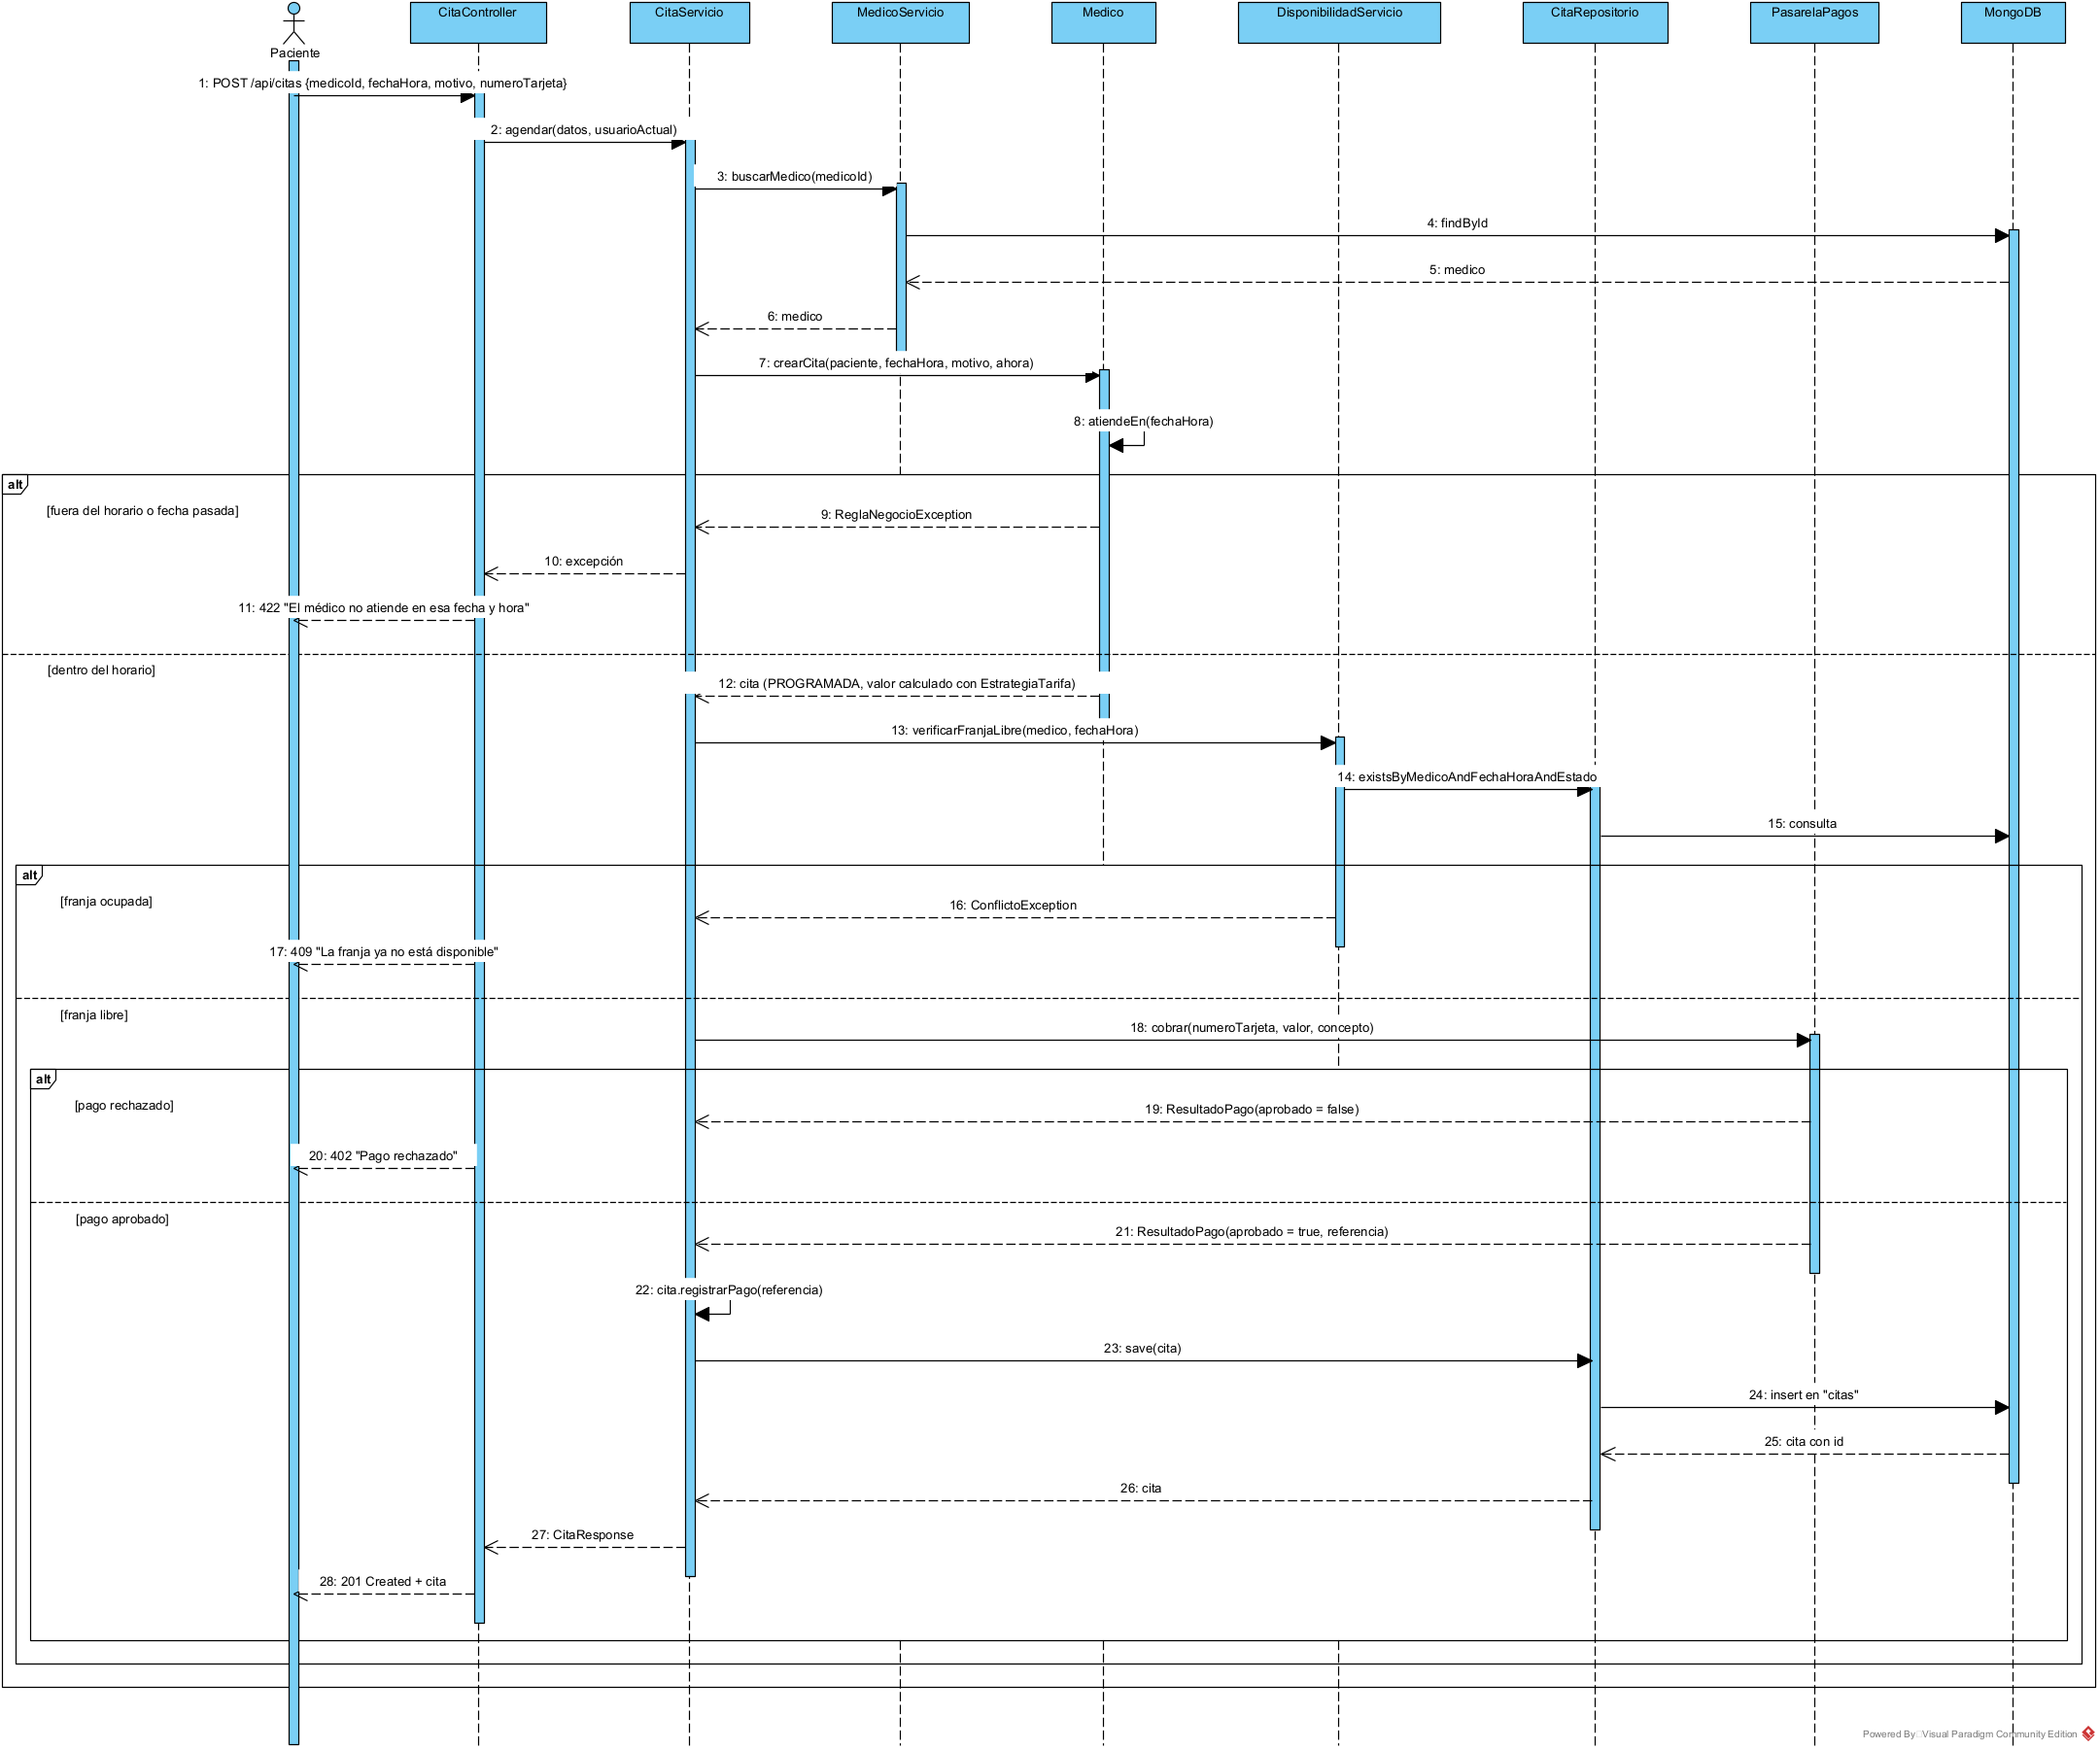 CitaController
CitaServicio
MedicoServicio
Medico
DisponibilidadServicio
CitaRepositorio
PasarelaPagos
MongoDB
Paciente
1: POST /api/citas {medicoId, fechaHora, motivo, numeroTarjeta}
2: agendar(datos, usuarioActual)
3: buscarMedico(medicoId)
4: findById
5: medico
6: medico
7: crearCita(paciente, fechaHora, motivo, ahora)
8: atiendeEn(fechaHora)
alt
[fuera del horario o fecha pasada]
9: ReglaNegocioException
10: excepción
11: 422 "El médico no atiende en esa fecha y hora"
[dentro del horario]
12: cita (PROGRAMADA, valor calculado con EstrategiaTarifa)
13: verificarFranjaLibre(medico, fechaHora)
14: existsByMedicoAndFechaHoraAndEstado
15: consulta
alt
[franja ocupada]
16: ConflictoException
17: 409 "La franja ya no está disponible"
[franja libre]
18: cobrar(numeroTarjeta, valor, concepto)
alt
[pago rechazado]
19: ResultadoPago(aprobado = false)
20: 402 "Pago rechazado"
[pago aprobado]
21: ResultadoPago(aprobado = true, referencia)
22: cita.registrarPago(referencia)
23: save(cita)
24: insert en "citas"
25: cita con id
26: cita
27: CitaResponse
28: 201 Created + cita
Powered By Visual Paradigm Community Edition